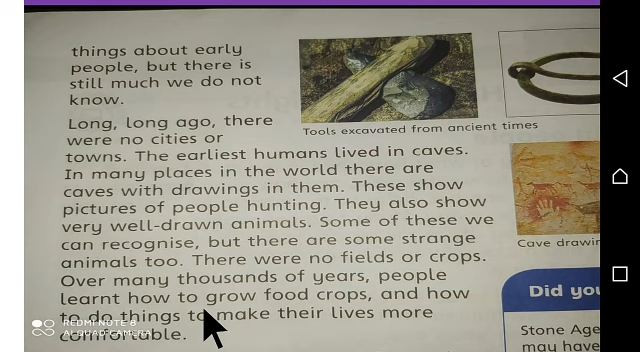 things about early
people, but there is
still much we do not
know.
Long, long ago, there
were no cities or
towns. The earliest humans lived in caves.
In many places in the world there are
caves with drawings in them. These show
pictures of people hunting. They also show
very well-drawn animals. Some of these we
can recognise, but there are some strange
animals too. There were no fields or crops.
Over many thousands of years, people
learnt how to grow food crops, and how
to do things to make their lives more
comfortable.
Tools excavated from ancient times
Cave
Did
Stone Age
may have
REDMI NOTE 8
AI QUAD CAMERA